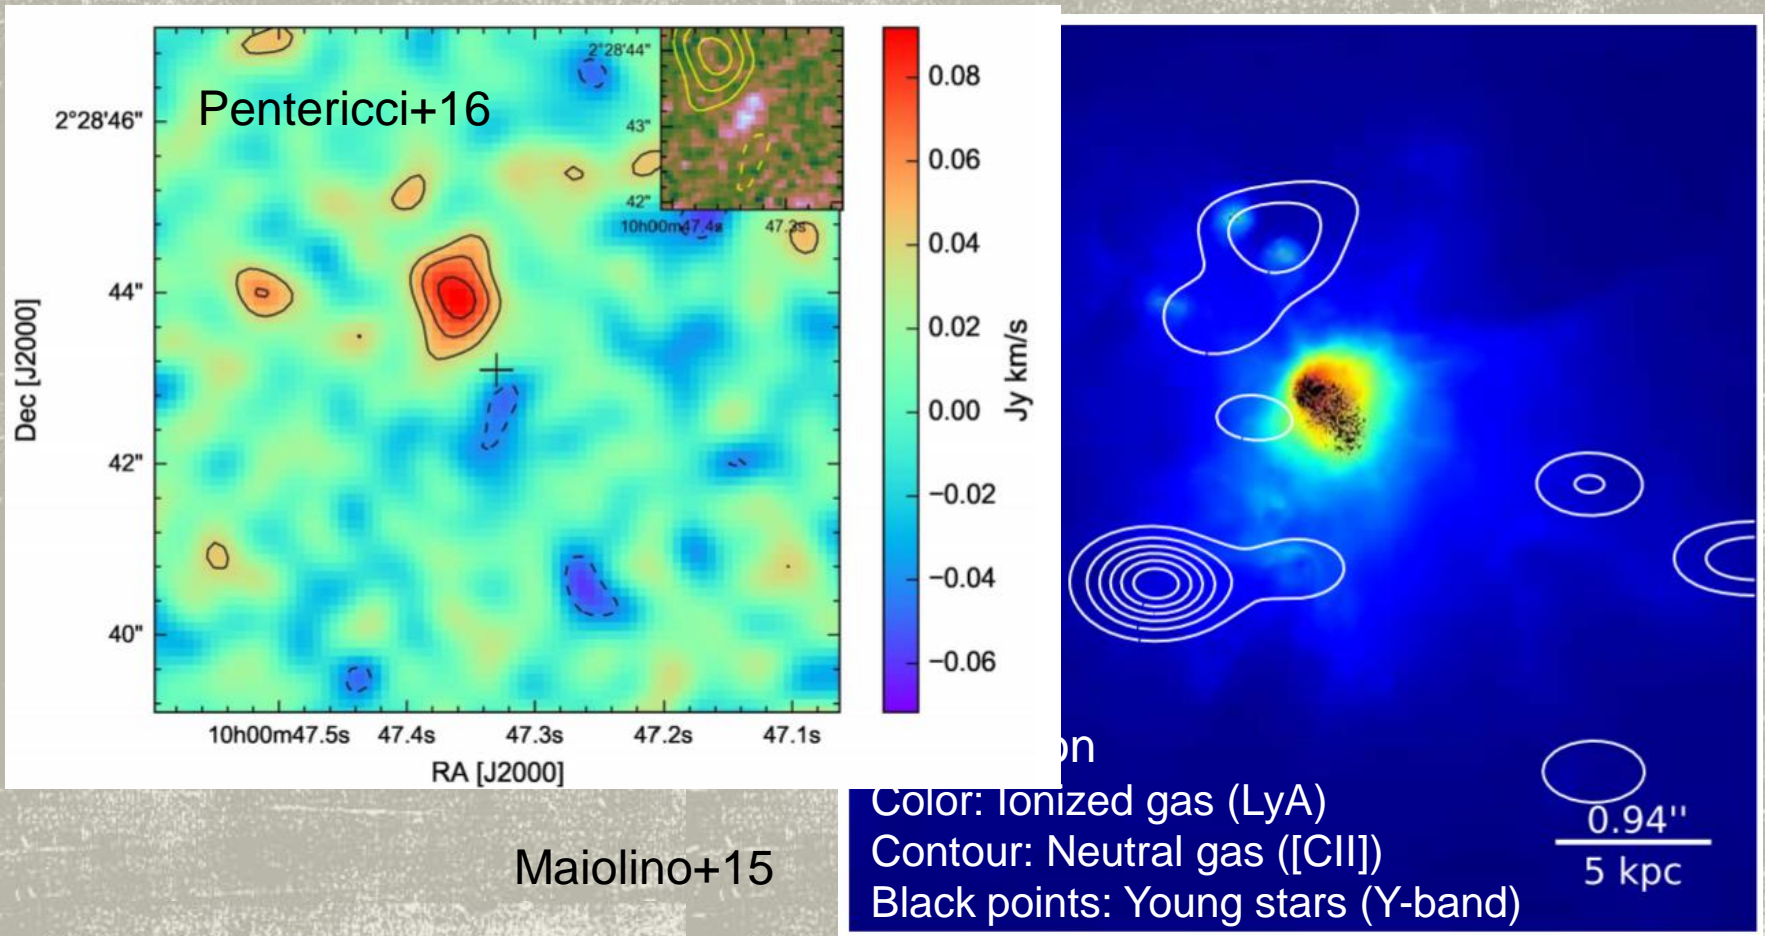 Pentericci+16
2°28'46"
44"
42"
40"
Dec [J2000]
10h00m47.5s 47.4s 47.3s 47.2s 47.1s
RA [J2000]
2°28'44"
43"
42"
10h00m47.4s 47.3s
0.08
0.06
0.04
0.02
0.00
−0.02
−0.04
−0.06
Jy km/s
Color: Ionized gas (LyA)
Contour: Neutral gas ([CII])
Black points: Young stars (Y-band)
0.94''
5 kpc
Maiolino+15